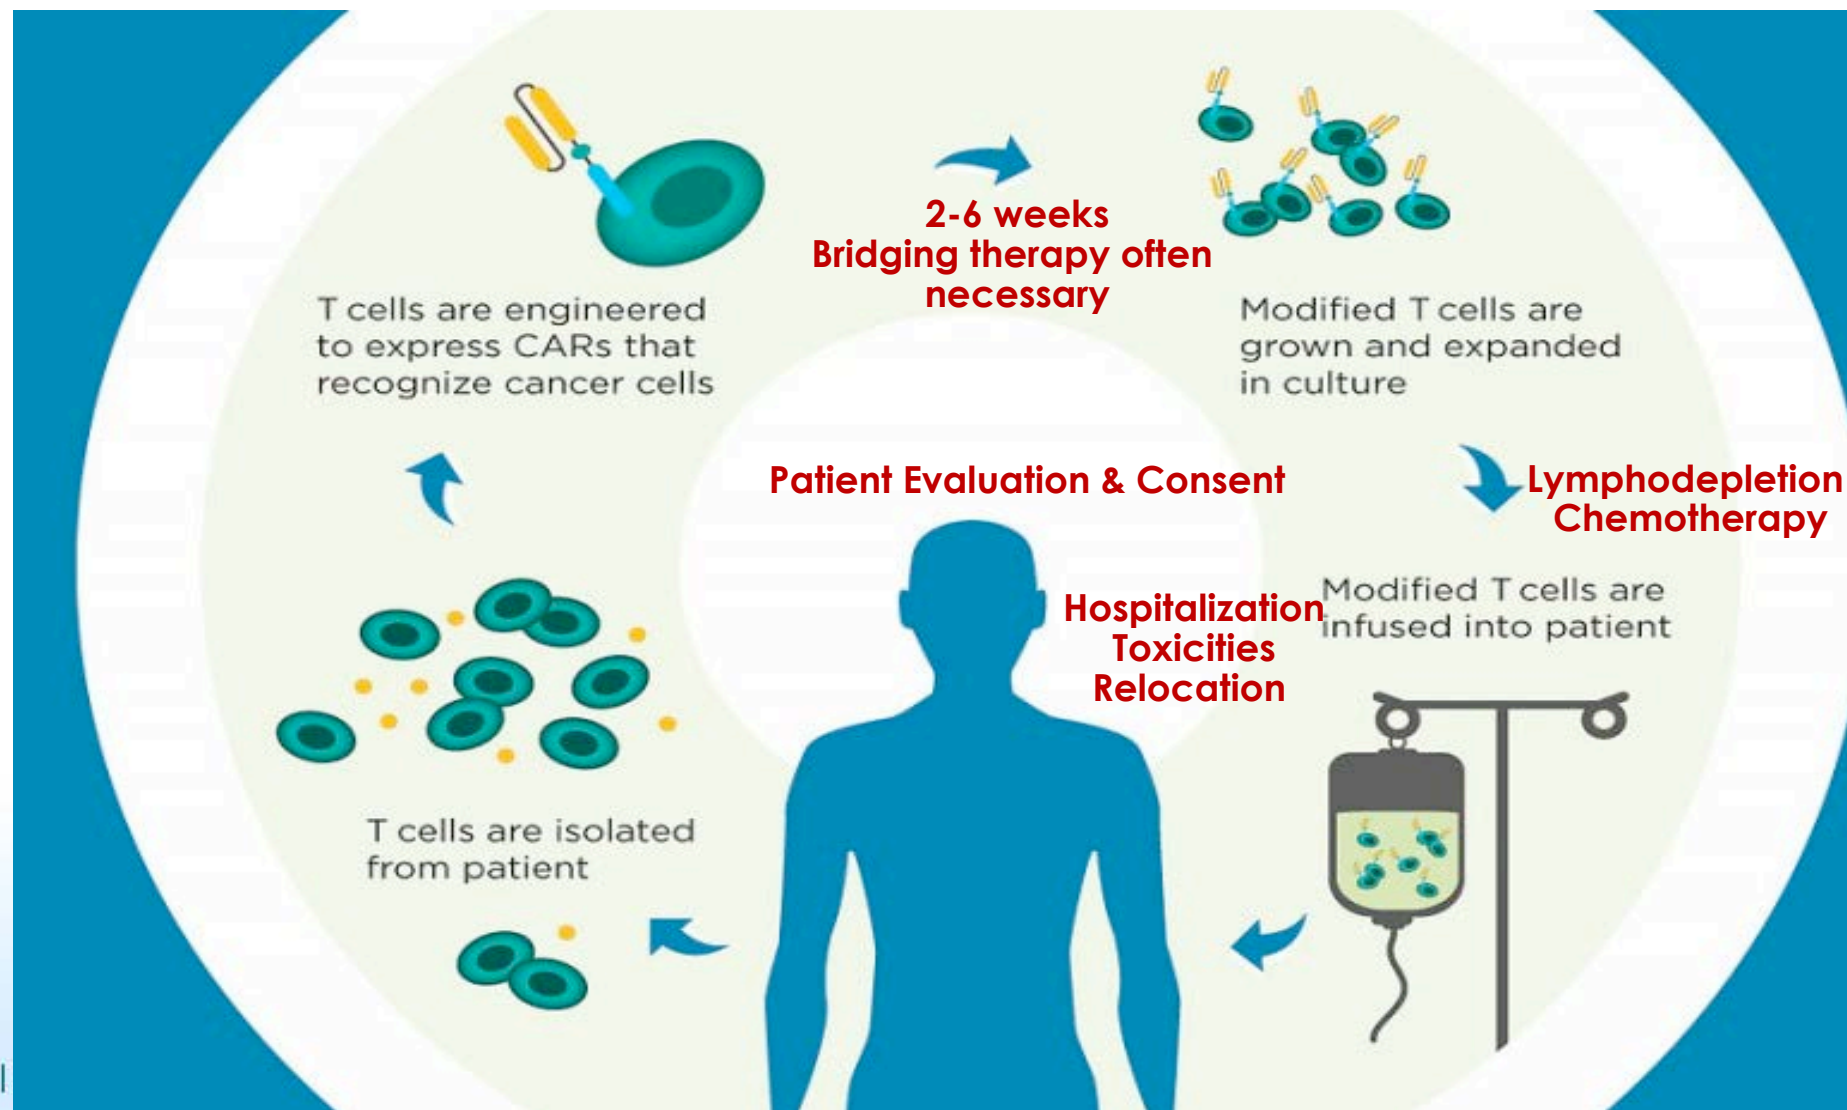 2-6 weeks
Bridging therapy often
necessary
T cells are engineered
to express CARs that
recognize cancer cells
Modified T cells are
grown and expanded
in culture
Patient Evaluation & Consent
Lymphodepletion
Chemotherapy
Hospitalization
Toxicities
Relocation
Modified T cells are
infused into patient
T cells are isolated
from patient